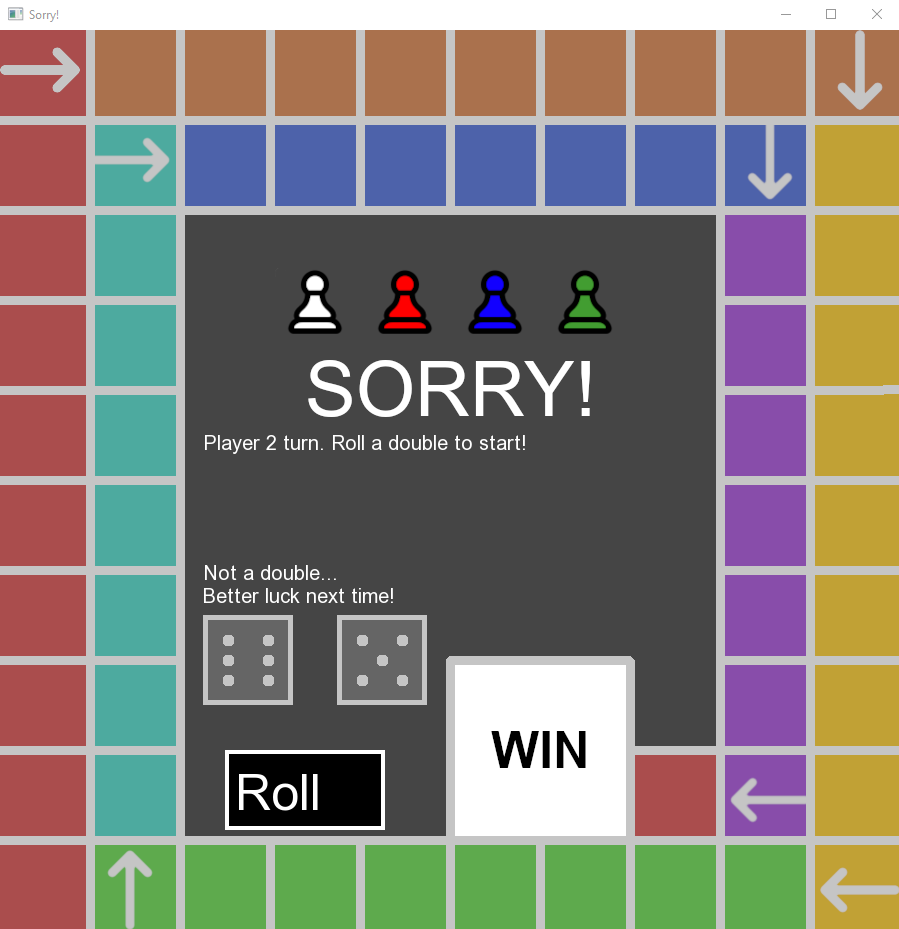 Sorry!
SORRY!
Player 2 turn. Roll a double to start!
Not a double...
Better luck next time!
WIN
Roll